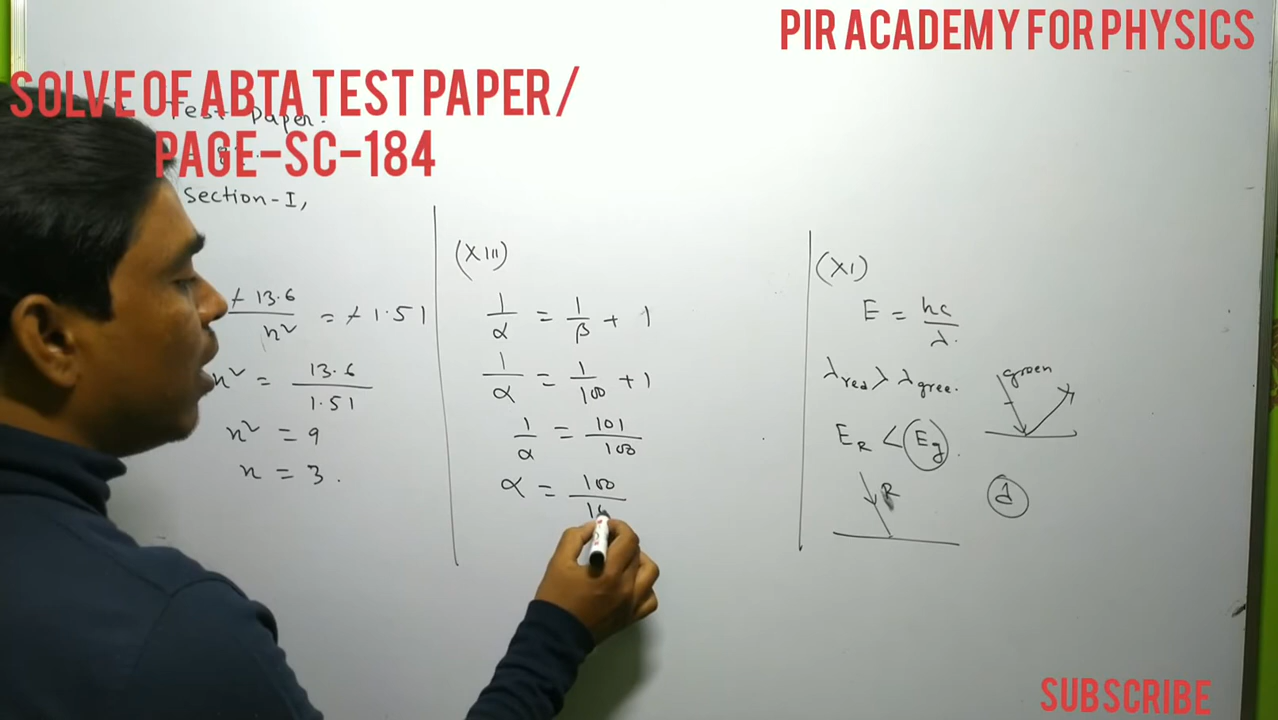 PIR ACADEMY FOR PHYSICS
SOLVE OF ABTA TEST PAPER /
PAGE-SC-184
Test Paper.
Section-I,
-13.6/n² = -1.51
n² = 13.6/1.51
n² = 9
n = 3.
(XIII)
1/α = 1/β + 1
1/α = 1/100 + 1
1/α = 101/100
α = 100/
(XI)
E = hc/λ.
λred > λgree.
green
ER < Eg.
R
d
SUBSCRIBE